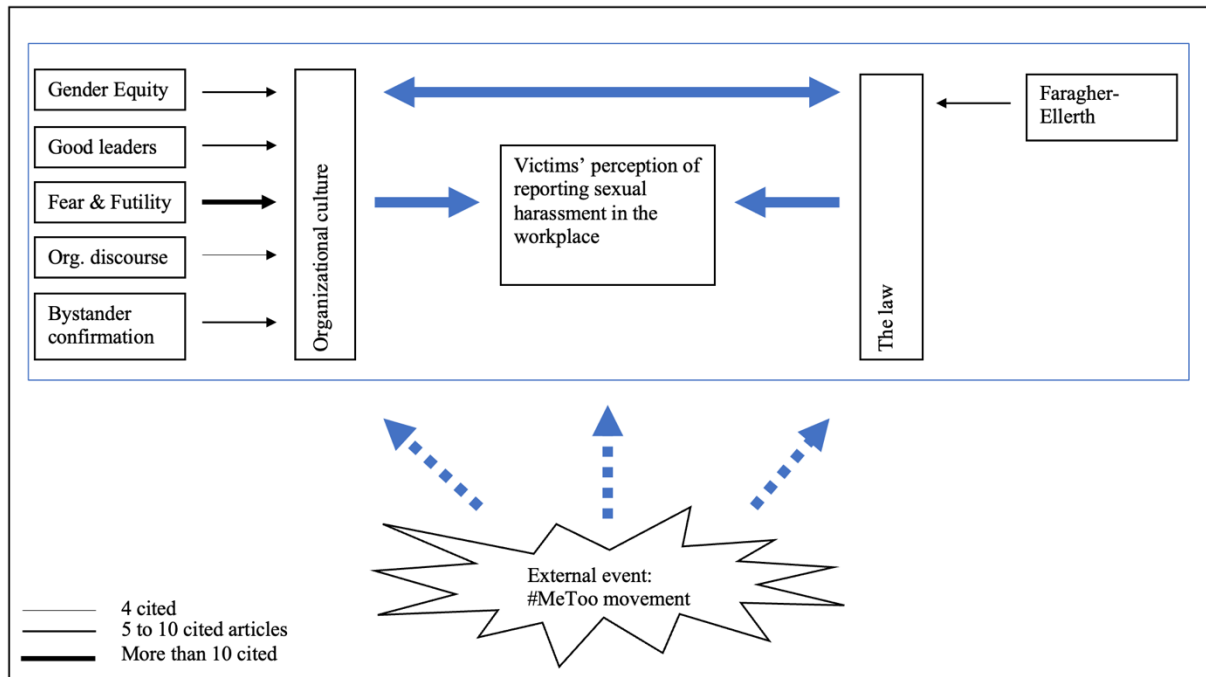 Gender Equity
Good leaders
Fear & Futility
Org. discourse
Bystander
confirmation
Organizational culture
Victims’ perception of
reporting sexual
harassment in the
workplace
The law
Faragher-
Ellerth
External event:
#MeToo movement
4 cited
5 to 10 cited articles
More than 10 cited